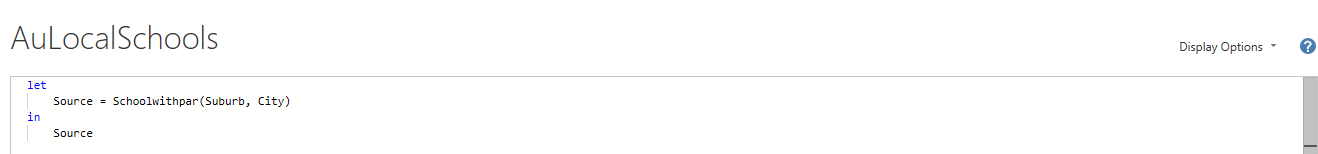 AuLocalSchools
Display Options
?
let
Source = Schoolwithpar(Suburb, City)
in
Source